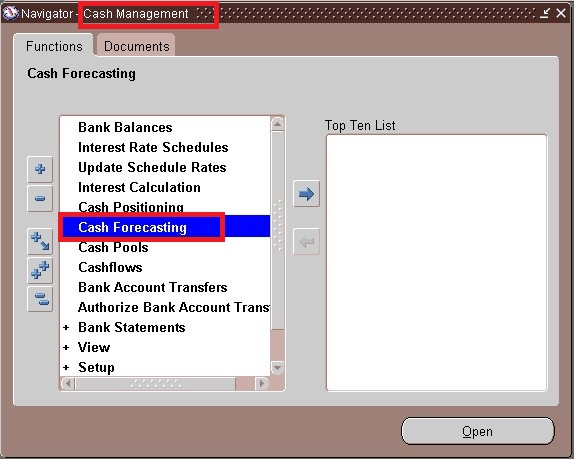 Navigator - Cash Management
Functions
Documents
Cash Forecasting
Top Ten List
Bank Balances
Interest Rate Schedules
Update Schedule Rates
Interest Calculation
Cash Positioning
Cash Forecasting
Cash Pools
Cashflows
Bank Account Transfers
Authorize Bank Account Trans
+ Bank Statements
+ View
+ Setup
Open